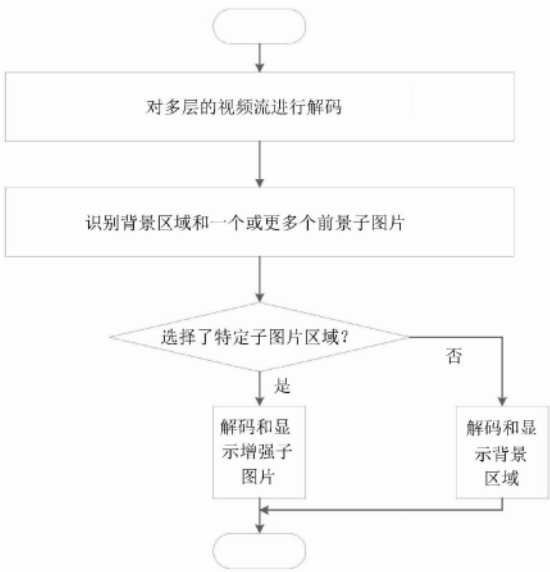 对多层的视频流进行解码
识别背景区域和一个或更多个前景子图片
选择了特定子图片区域？
否
是
解码和显
示增强子
图片
解码和显
示背景
区域